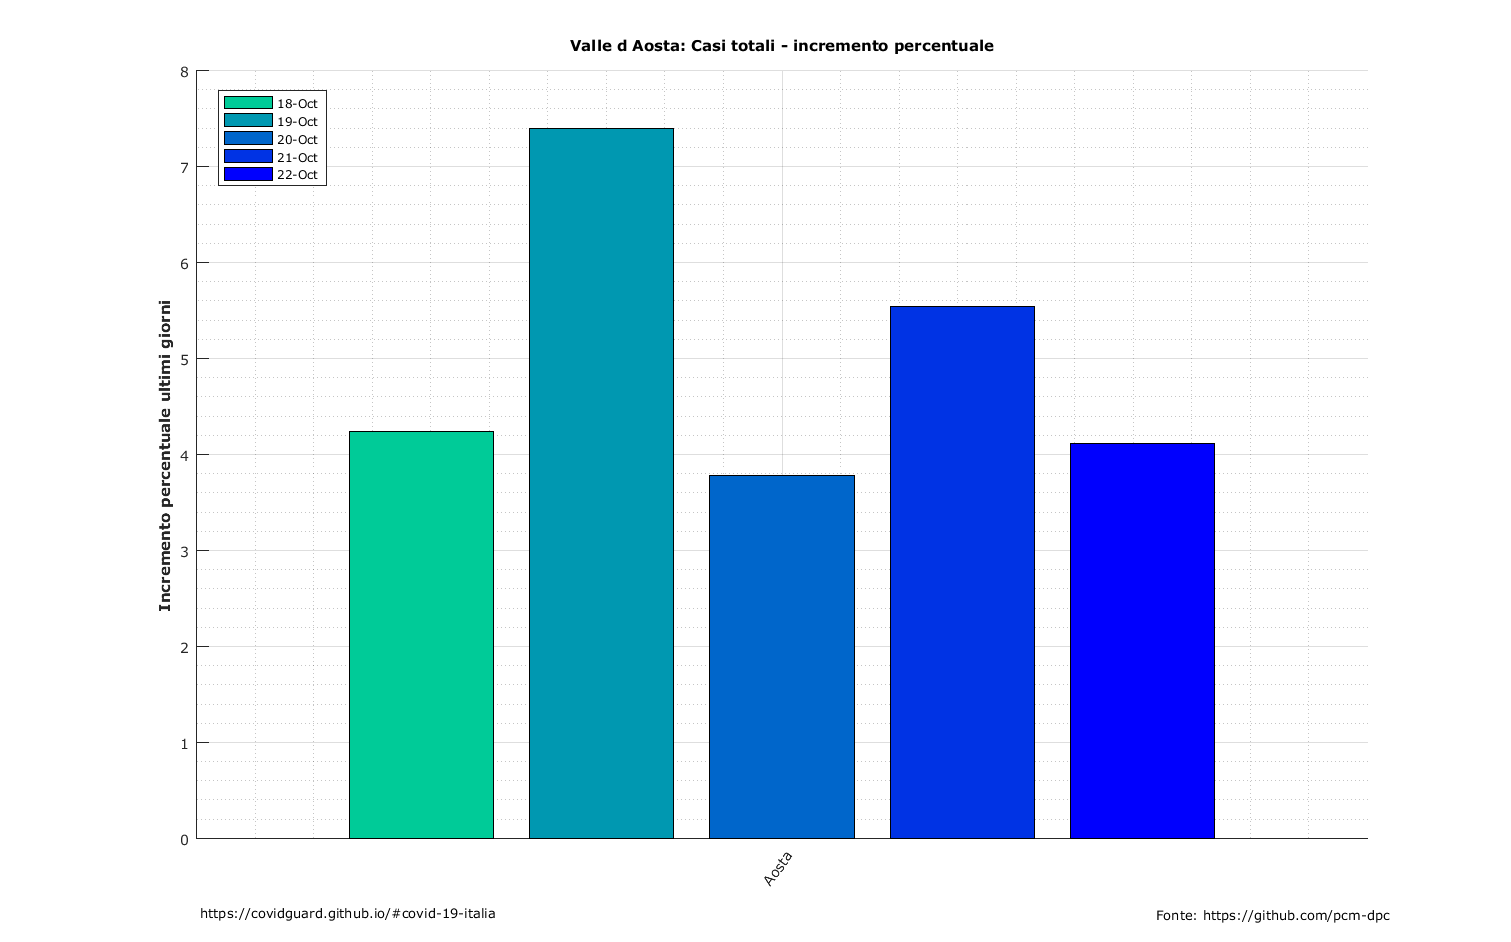 Valle d Aosta: Casi totali - incremento percentuale
8
7
6
5
4
3
2
1
0
Incremento percentuale ultimi giorni
18-Oct
19-Oct
20-Oct
21-Oct
22-Oct
Aosta
https://covidguard.github.io/#covid-19-italia
Fonte: https://github.com/pcm-dpc